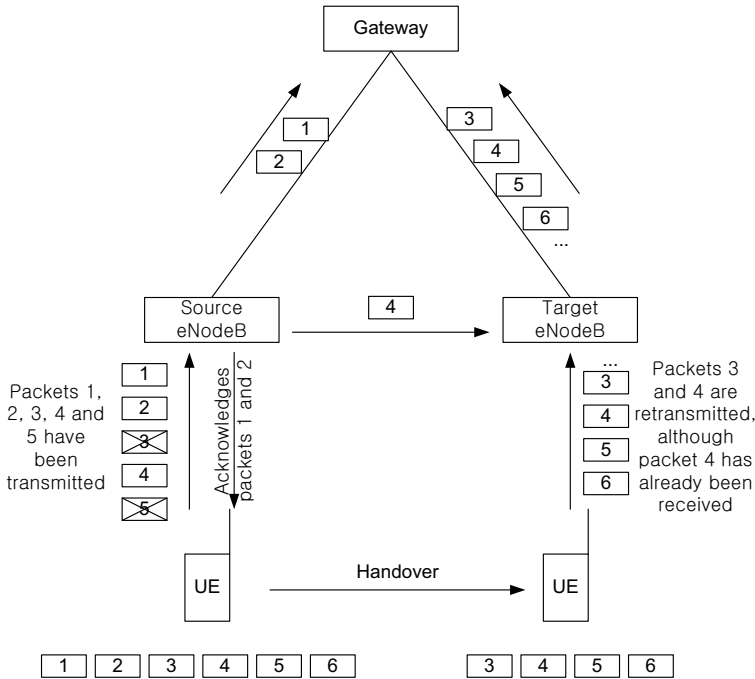 Gateway
1
2
3
4
5
6
...
Source
eNodeB
4
Target
eNodeB
Packets 1,
2, 3, 4 and
5 have
been
transmitted
1
2
3
4
5
Acknowledges
packets 1 and 2
...
3
4
5
6
Packets 3
and 4 are
retransmitted,
although
packet 4 has
already been
received
UE
Handover
UE
1 2 3 4 5 6
3 4 5 6